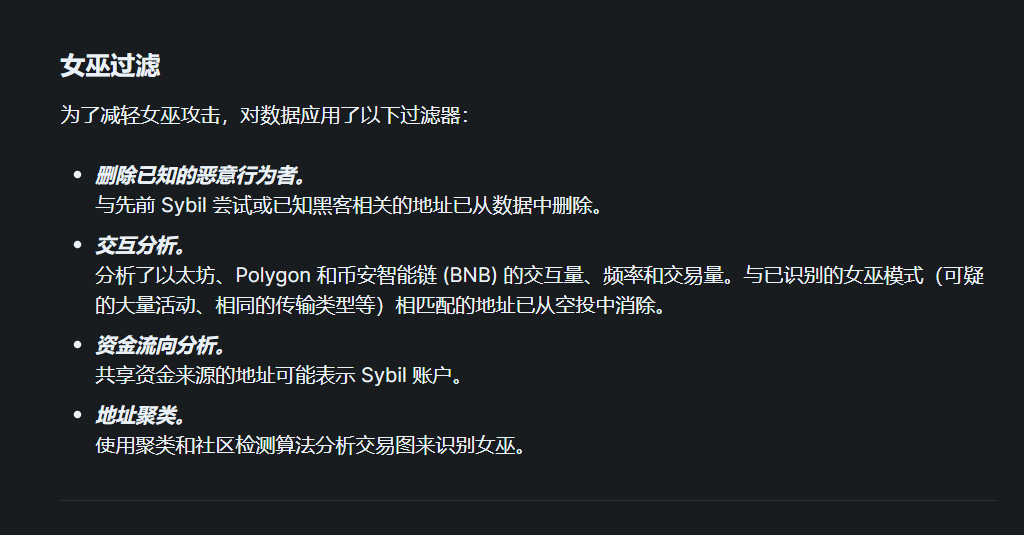 女巫过滤
为了减轻女巫攻击，对数据应用了以下过滤器：
• 删除已知的恶意行为者。
与先前 Sybil 尝试或已知黑客相关的地址已从数据中删除。
• 交互分析。
分析了以太坊、Polygon 和币安智能链 (BNB) 的交互量、频率和交易量。与已识别的女巫模式（可疑
的大量活动、相同的传输类型等）相匹配的地址已从空投中消除。
• 资金流向分析。
共享资金来源的地址可能表示 Sybil 账户。
• 地址聚类。
使用聚类和社区检测算法分析交易图来识别女巫。